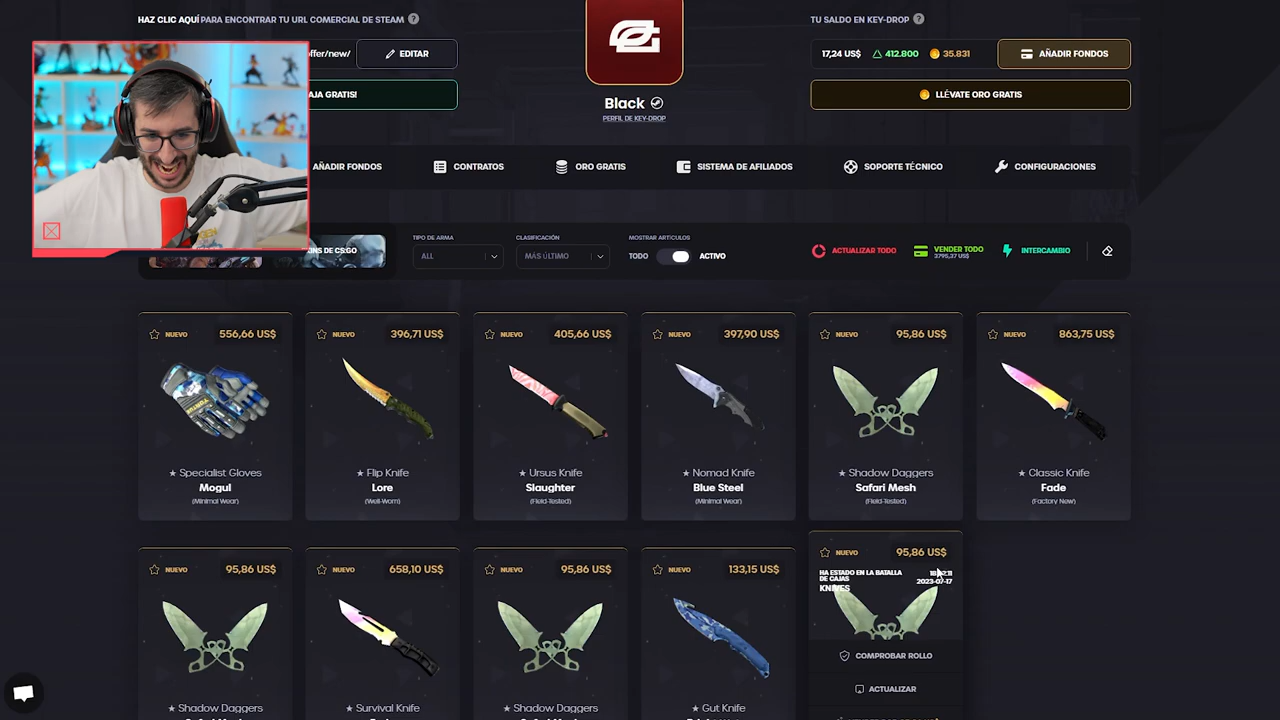 HAZ CLIC AQUÍ PARA ENCONTRAR TU URL COMERCIAL DE STEAM ?
offer/new/ EDITAR
AJA GRATIS!
Black
PERFIL DE KEY-DROP
TU SALDO EN KEY-DROP ?
17,24 US$ 412.800 35.831 AÑADIR FONDOS
LLÉVATE ORO GRATIS
AÑADIR FONDOS CONTRATOS ORO GRATIS SISTEMA DE AFILIADOS SOPORTE TÉCNICO CONFIGURACIONES
INS DE CS:GO
TIPO DE ARMA
ALL
CLASIFICACIÓN
MÁS ÚLTIMO
MOSTRAR ARTÍCULOS
TODO ACTIVO
ACTUALIZAR TODO
VENDER TODO
3795,37 US$
INTERCAMBIO
NUEVO 556,66 US$
★ Specialist Gloves
Mogul
(Minimal Wear)
NUEVO 396,71 US$
★ Flip Knife
Lore
(Well-Worn)
NUEVO 405,66 US$
★ Ursus Knife
Slaughter
(Field-Tested)
NUEVO 397,90 US$
★ Nomad Knife
Blue Steel
(Minimal Wear)
NUEVO 95,86 US$
★ Shadow Daggers
Safari Mesh
(Field-Tested)
NUEVO 863,75 US$
★ Classic Knife
Fade
(Factory New)
NUEVO 95,86 US$
★ Shadow Daggers
NUEVO 658,10 US$
★ Survival Knife
NUEVO 95,86 US$
★ Shadow Daggers
NUEVO 133,15 US$
★ Gut Knife
NUEVO 95,86 US$
HA ESTADO EN LA BATALLA
DE CAJAS
KNIVES
2023-07-17
COMPROBAR ROLLO
ACTUALIZAR